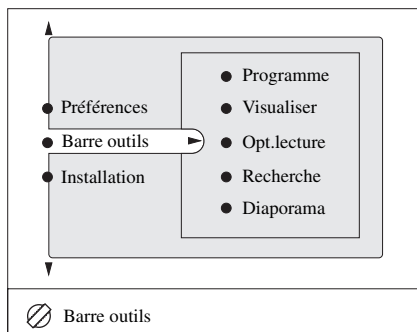 Préférences
Barre outils
Installation
Programme
Visualiser
Opt.lecture
Recherche
Diaporama
Barre outils